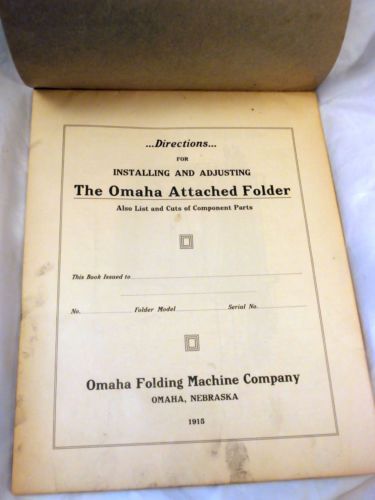 ...Directions...
FOR
INSTALLING AND ADJUSTING
The Omaha Attached Folder
Also List and Cuts of Component Parts
This Book Issued to
No. Folder Model Serial No.
Omaha Folding Machine Company
OMAHA, NEBRASKA
1915